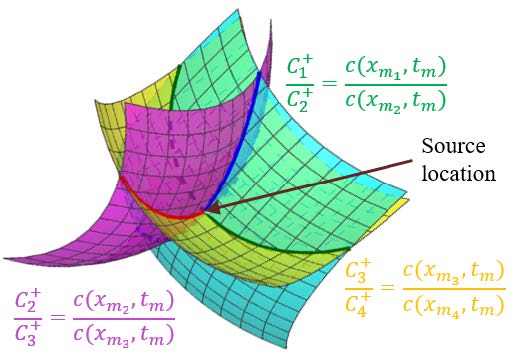 C₁⁺/C₂⁺ = c(x_{m₁}, t_m)/c(x_{m₂}, t_m)
Source
location
C₃⁺/C₄⁺ = c(x_{m₃}, t_m)/c(x_{m₄}, t_m)
C₂⁺/C₃⁺ = c(x_{m₂}, t_m)/c(x_{m₃}, t_m)